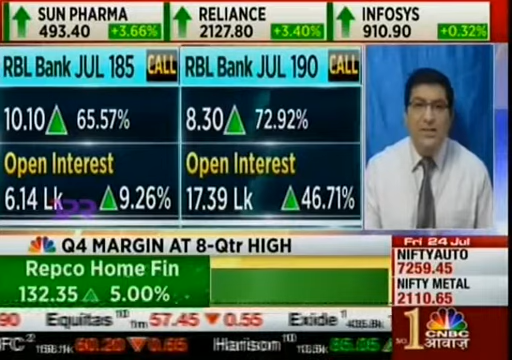 SUN PHARMA
493.40 +3.66%
RELIANCE
2127.80 +3.40%
INFOSYS
910.90 +0.32%
RBL Bank JUL 185 CALL
10.10 65.57%
Open Interest
6.14 Lk 9.26%
RBL Bank JUL 190 CALL
8.30 72.92%
Open Interest
17.39 Lk 46.71%
Q4 MARGIN AT 8-Qtr HIGH
Repco Home Fin
132.35 5.00%
Fri 24 Jul
NIFTYAUTO
7259.45
NIFTY METAL
2110.65
90 Equitas 57.45 0.55 Exide
60.20
CNBC
आवाज़